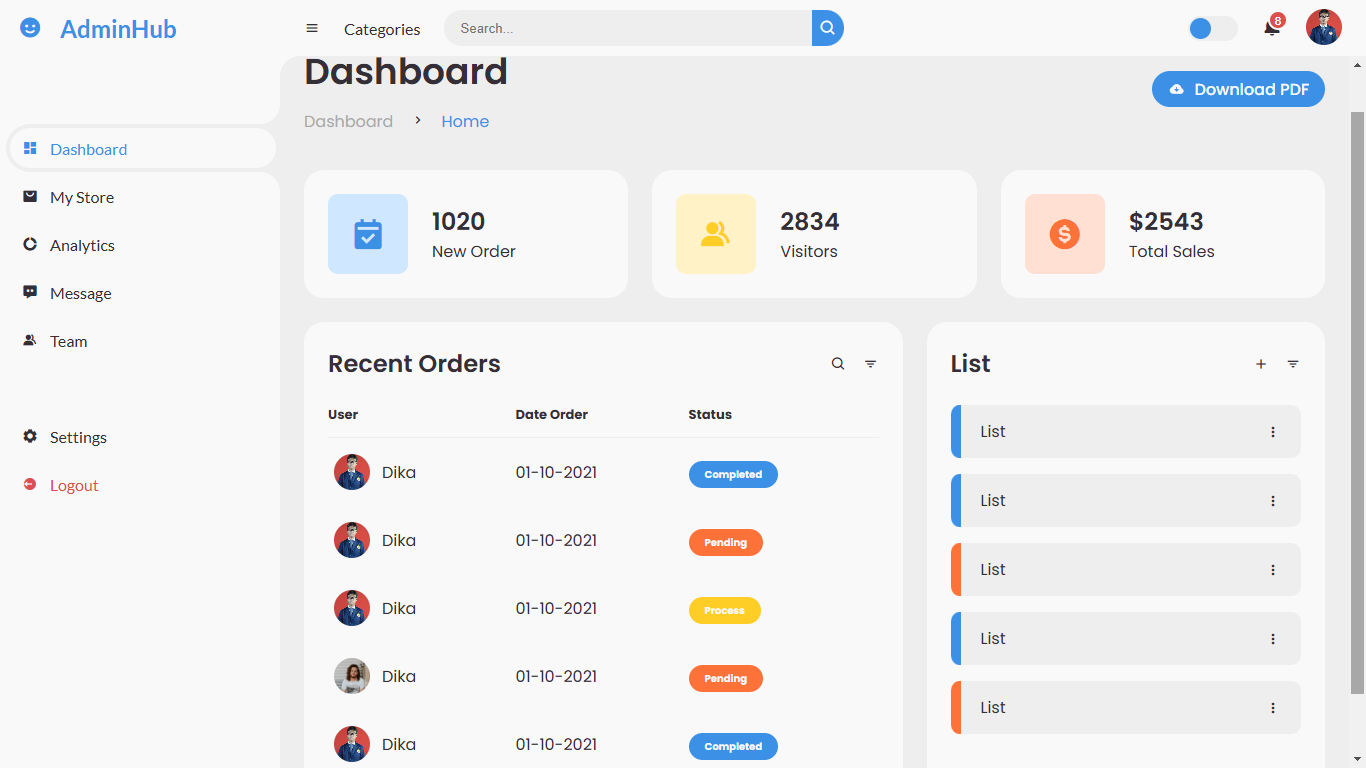 AdminHub
Categories
Search...
8
Dashboard
My Store
Analytics
Message
Team
Settings
Logout
Dashboard
Dashboard
Home
Download PDF
1020
New Order
2834
Visitors
$2543
Total Sales
Recent Orders
User Date Order Status
Dika 01-10-2021 Completed
Dika 01-10-2021 Pending
Dika 01-10-2021 Process
Dika 01-10-2021 Pending
Dika 01-10-2021 Completed
List
List
List
List
List
List